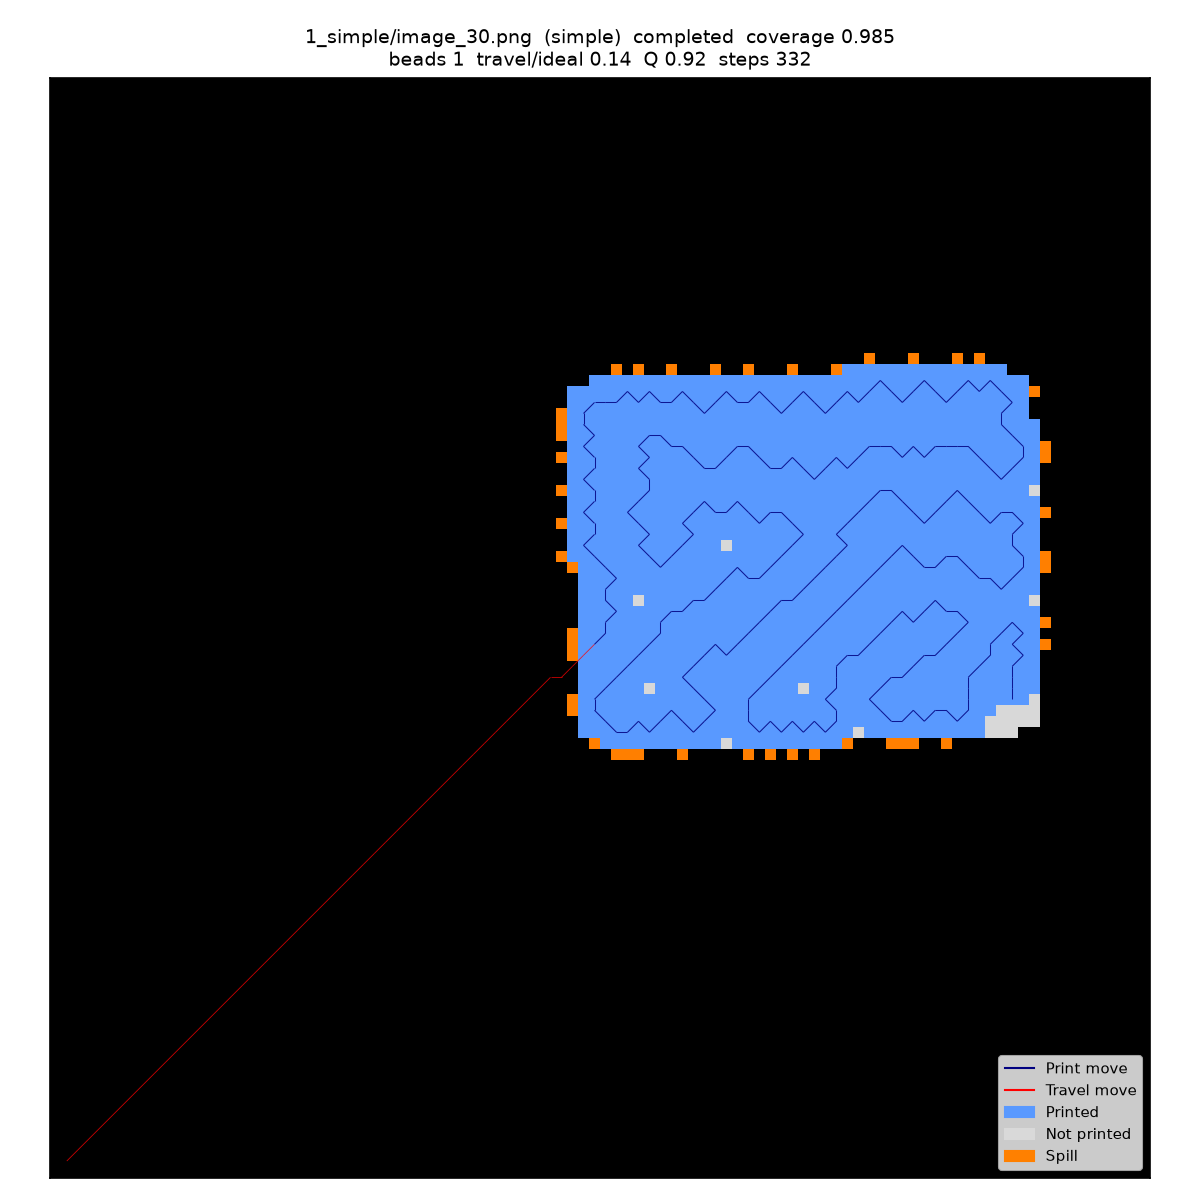 1_simple/image_30.png  (simple)  completed  coverage 0.985
beads 1  travel/ideal 0.14  Q 0.92  steps 332
Print move
Travel move
Printed
Not printed
Spill